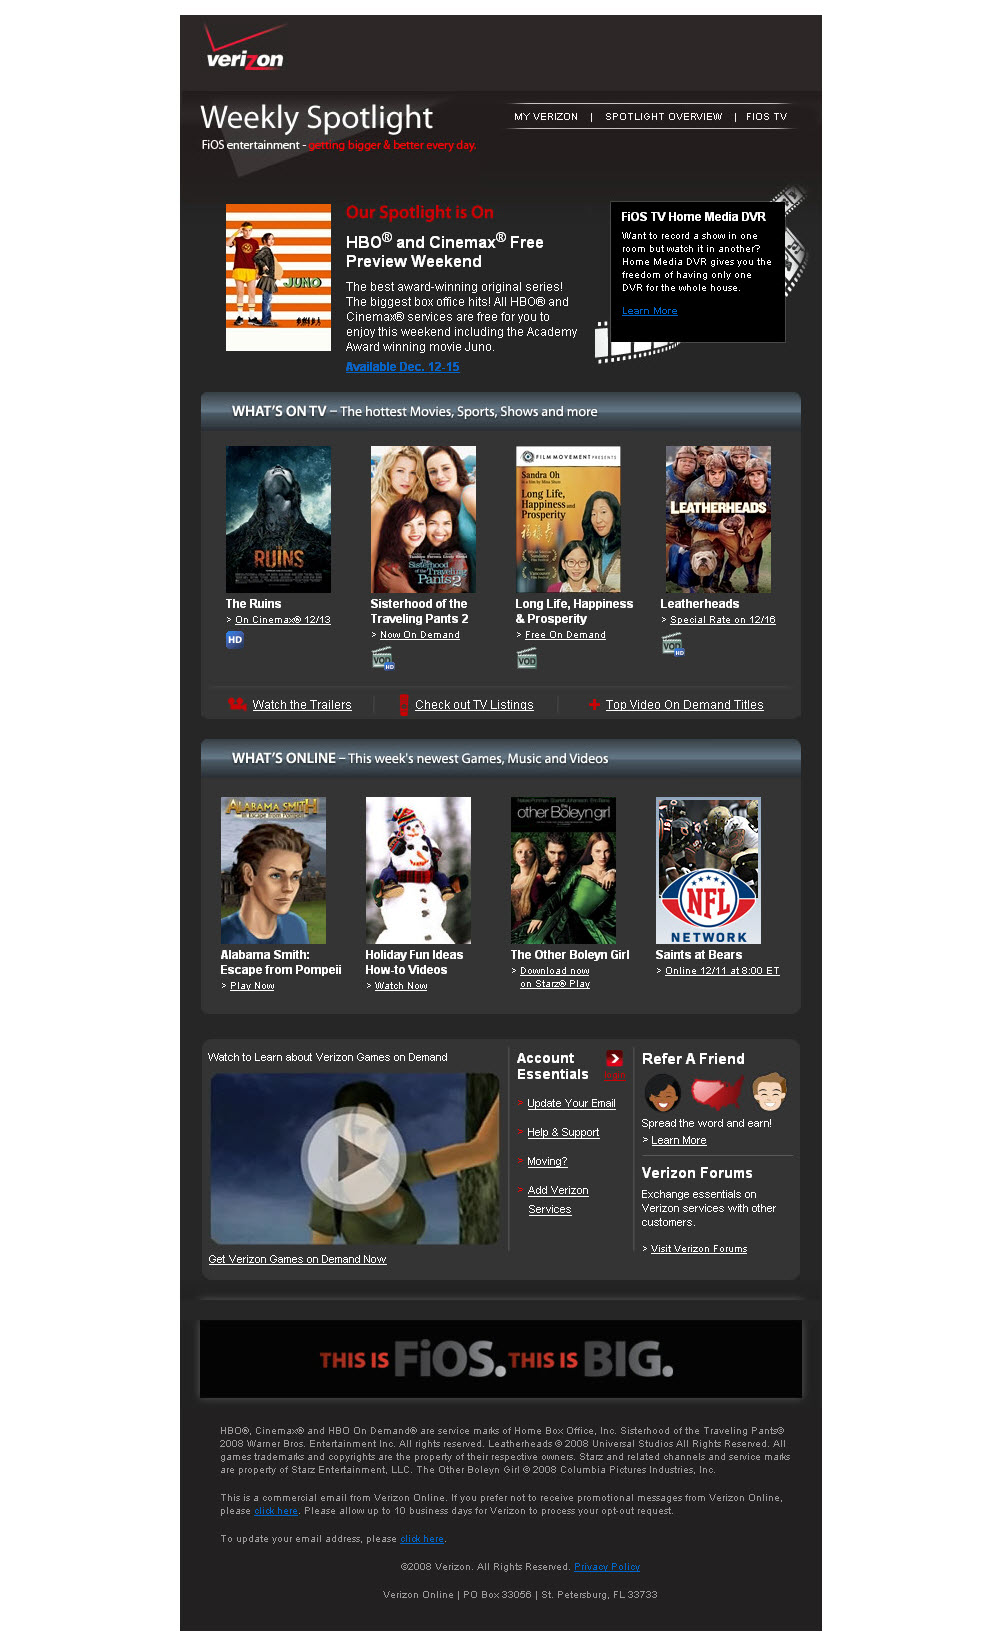 verizon
Weekly Spotlight
FiOS entertainment - getting bigger & better every day.
MY VERIZON | SPOTLIGHT OVERVIEW | FIOS TV
JUNO
Our Spotlight is On
HBO® and Cinemax® Free
Preview Weekend
The best award-winning original series!
The biggest box office hits! All HBO® and
Cinemax® services are free for you to
enjoy this weekend including the Academy
Award winning movie Juno.
Available Dec. 12-15
FiOS TV Home Media DVR
Want to record a show in one
room but watch it in another?
Home Media DVR gives you the
freedom of having only one
DVR for the whole house.
Learn More
WHAT'S ON TV – The hottest Movies, Sports, Shows and more
RUINS
The Ruins
> On Cinemax® 12/13
HD
The Sisterhood
of the Traveling
Pants 2
Sisterhood of the
Traveling Pants 2
> Now On Demand
VOD HD
FILM MOVEMENT PRESENTS
Sandra Oh
Long Life,
Happiness and
Prosperity
Long Life, Happiness
& Prosperity
> Free On Demand
VOD
LEATHERHEADS
Leatherheads
> Special Rate on 12/16
VOD HD
Watch the Trailers
Check out TV Listings
Top Video On Demand Titles
WHAT'S ONLINE – This week's newest Games, Music and Videos
ALABAMA SMITH
IN ESCAPE FROM POMPEII
Alabama Smith:
Escape from Pompeii
> Play Now
Holiday Fun Ideas
How-to Videos
> Watch Now
the
other Boleyn girl
The Other Boleyn Girl
> Download now
on Starz® Play
NFL
NETWORK
Saints at Bears
> Online 12/11 at 8:00 ET
Watch to Learn about Verizon Games on Demand
Get Verizon Games on Demand Now
Account
Essentials
> Update Your Email
> Help & Support
> Moving?
> Add Verizon
Services
Refer A Friend
Spread the word and earn!
> Learn More
Verizon Forums
Exchange essentials on
Verizon services with other
customers.
> Visit Verizon Forums
THIS IS FiOS. THIS IS BIG.
HBO®, Cinemax® and HBO On Demand® are service marks of Home Box Office, Inc. Sisterhood of the Traveling Pants©
2008 Warner Bros. Entertainment Inc. All rights reserved. Leatherheads © 2008 Universal Studios All Rights Reserved. All
games trademarks and copyrights are the property of their respective owners. Starz and related channels and service marks
are property of Starz Entertainment, LLC. The Other Boleyn Girl © 2008 Columbia Pictures Industries, Inc.
This is a commercial email from Verizon Online. If you prefer not to receive promotional messages from Verizon Online,
please click here. Please allow up to 10 business days for Verizon to process your opt-out request.
To update your email address, please click here.
©2008 Verizon. All Rights Reserved. Privacy Policy
Verizon Online | PO Box 33056 | St. Petersburg, FL 33733